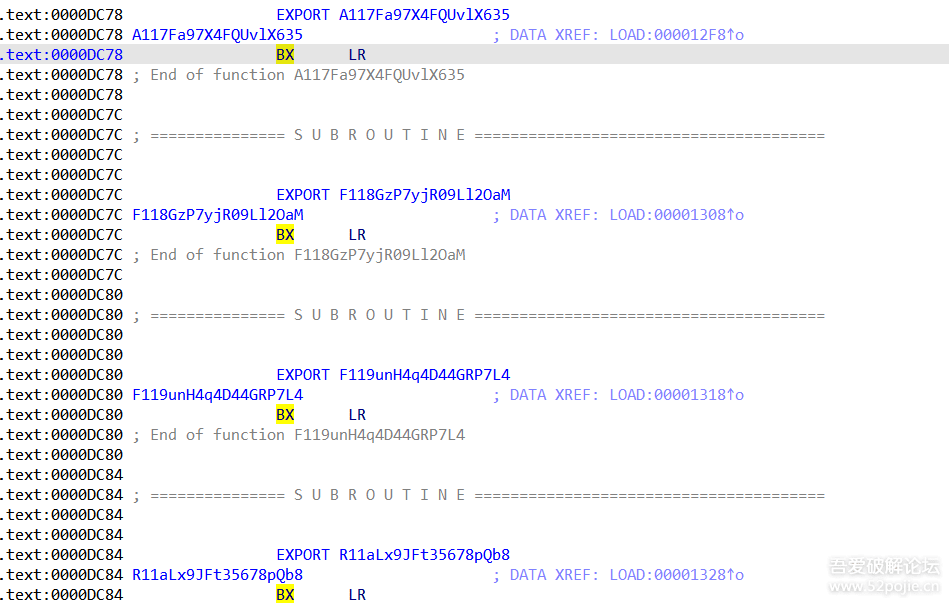 .text:0000DC78 EXPORT A117Fa97X4FQUvlX635
.text:0000DC78 A117Fa97X4FQUvlX635 ; DATA XREF: LOAD:000012F8↑o
.text:0000DC78 BX LR
.text:0000DC78 ; End of function A117Fa97X4FQUvlX635
.text:0000DC78
.text:0000DC7C
.text:0000DC7C ; =============== S U B R O U T I N E =======================================
.text:0000DC7C
.text:0000DC7C
.text:0000DC7C EXPORT F118GzP7yjR09Ll2OaM
.text:0000DC7C F118GzP7yjR09Ll2OaM ; DATA XREF: LOAD:00001308↑o
.text:0000DC7C BX LR
.text:0000DC7C ; End of function F118GzP7yjR09Ll2OaM
.text:0000DC7C
.text:0000DC80
.text:0000DC80 ; =============== S U B R O U T I N E =======================================
.text:0000DC80
.text:0000DC80
.text:0000DC80 EXPORT F119unH4q4D44GRP7L4
.text:0000DC80 F119unH4q4D44GRP7L4 ; DATA XREF: LOAD:00001318↑o
.text:0000DC80 BX LR
.text:0000DC80 ; End of function F119unH4q4D44GRP7L4
.text:0000DC80
.text:0000DC84
.text:0000DC84 ; =============== S U B R O U T I N E =======================================
.text:0000DC84
.text:0000DC84
.text:0000DC84 EXPORT R11aLx9JFt35678pQb8
.text:0000DC84 R11aLx9JFt35678pQb8 ; DATA XREF: LOAD:00001328↑o
.text:0000DC84 BX LR
吾爱破解论坛
www.52pojie.cn